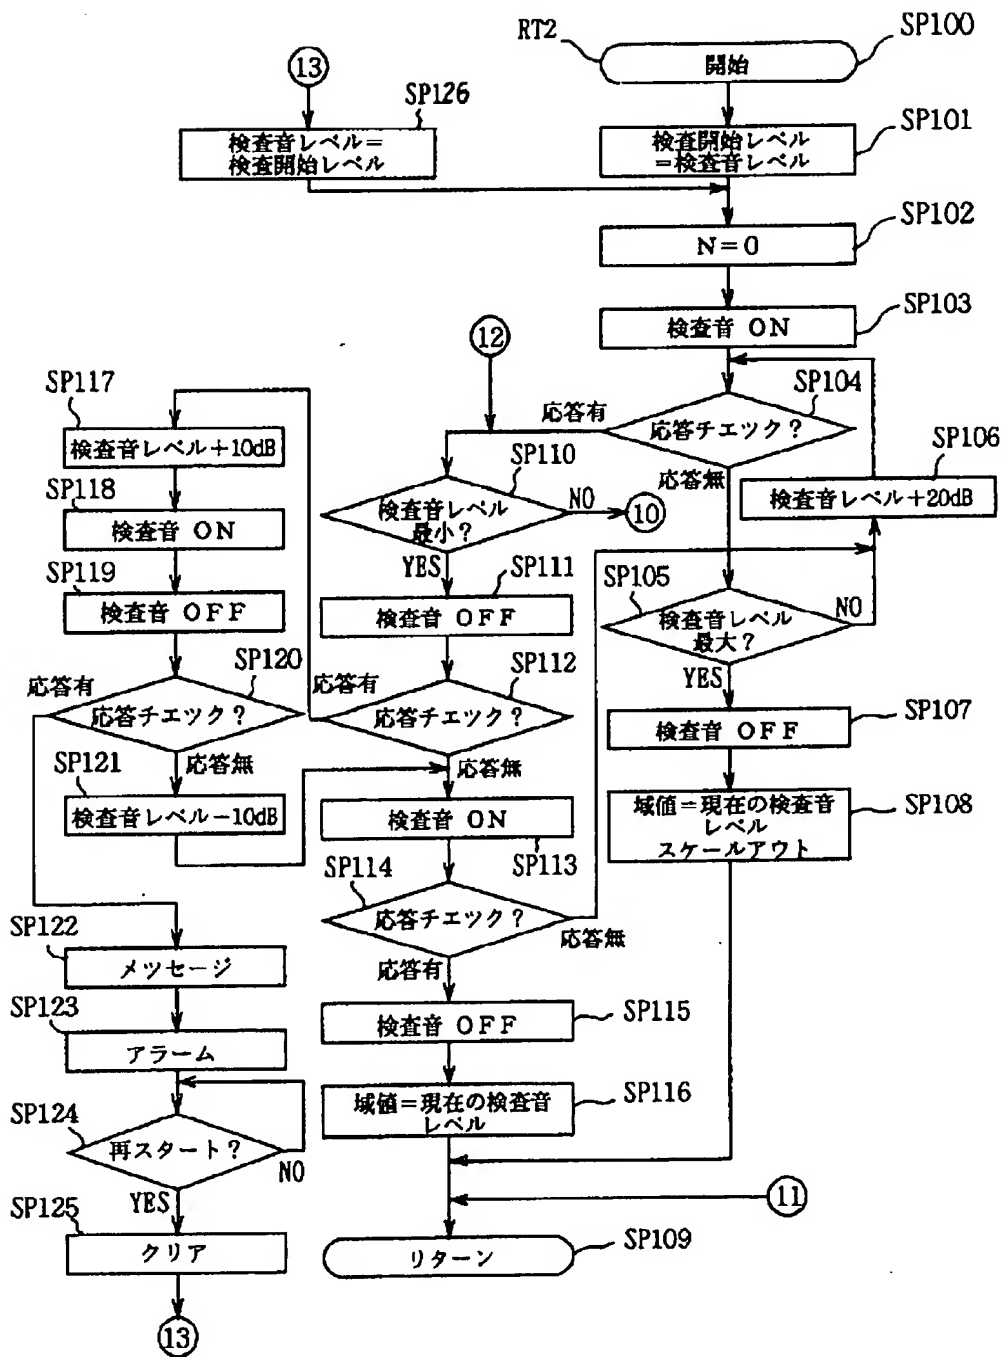 RT2
SP100
開始
13
SP126
検査音レベル=
検査開始レベル
SP101
検査開始レベル
=検査音レベル
SP102
N=0
SP103
検査音 ON
12
SP104
応答チエツク?
応答有
応答無
SP106
検査音レベル+20dB
SP117
検査音レベル+10dB
SP110
検査音レベル
最小?
NO
10
YES
SP118
検査音 ON
SP105
検査音レベル
最大?
NO
YES
SP111
検査音 OFF
SP119
検査音 OFF
SP112
応答有
応答チエツク?
応答無
SP120
応答有
応答チエツク?
応答無
SP107
検査音 OFF
SP121
検査音レベル-10dB
検査音 ON
SP113
SP108
域値=現在の検査音
レベル
スケールアウト
SP114
応答チエツク?
応答無
応答有
SP122
メツセージ
SP123
アラーム
SP115
検査音 OFF
SP116
域値=現在の検査音
レベル
SP124
再スタート?
NO
YES
11
SP125
クリア
SP109
リターン
13